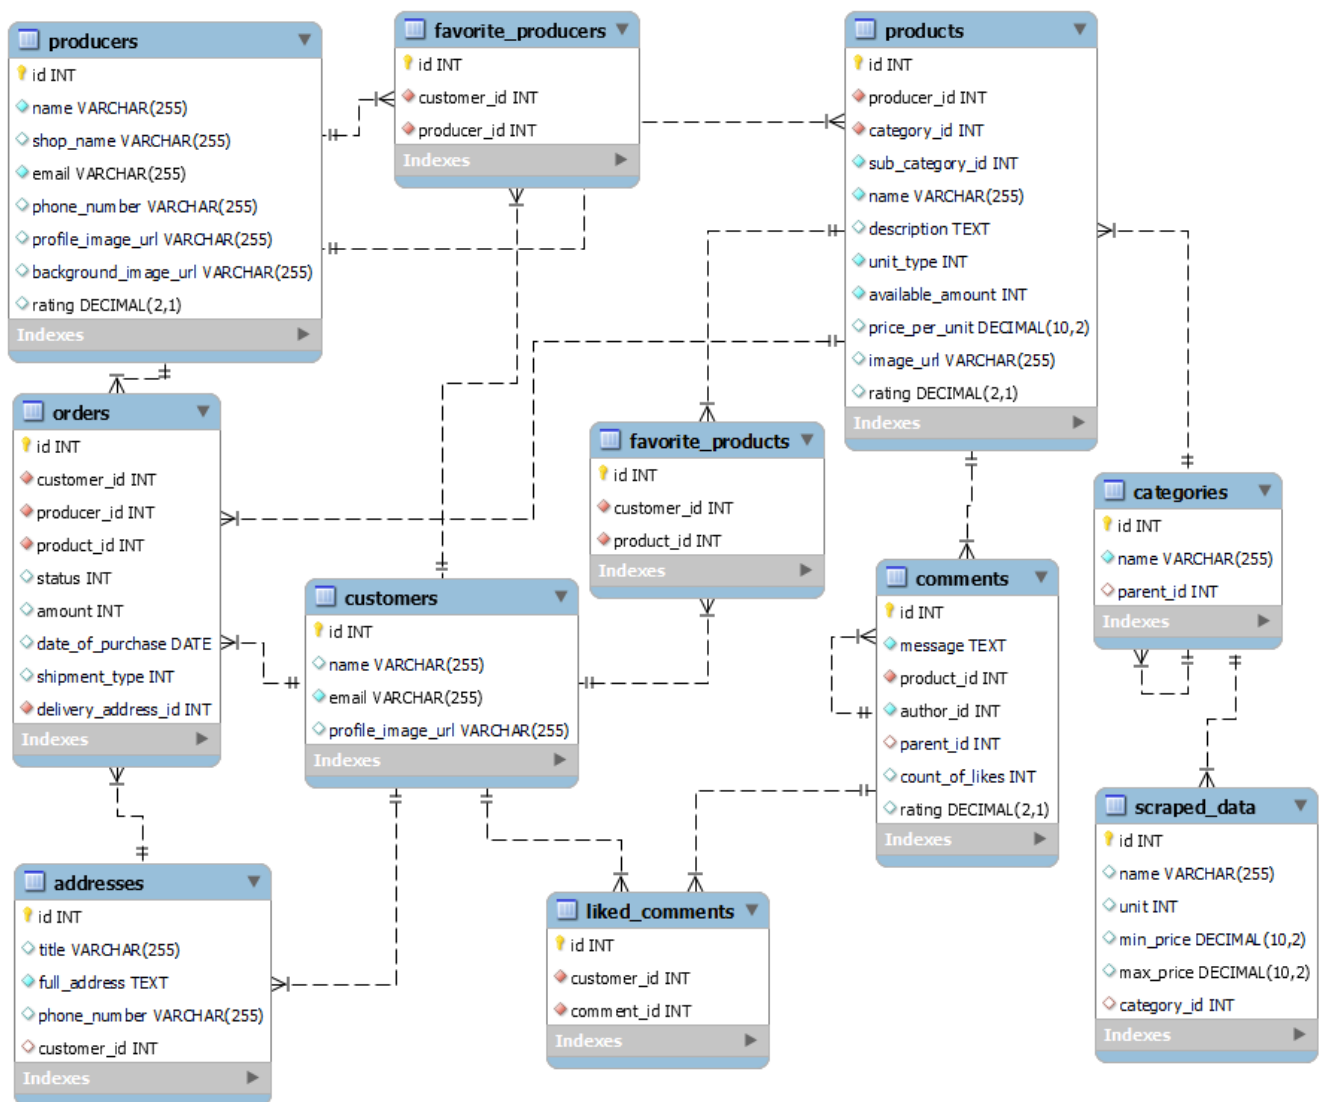 producers
id INT
name VARCHAR(255)
shop_name VARCHAR(255)
email VARCHAR(255)
phone_number VARCHAR(255)
profile_image_url VARCHAR(255)
background_image_url VARCHAR(255)
rating DECIMAL(2,1)
Indexes
favorite_producers
id INT
customer_id INT
producer_id INT
Indexes
products
id INT
producer_id INT
category_id INT
sub_category_id INT
name VARCHAR(255)
description TEXT
unit_type INT
available_amount INT
price_per_unit DECIMAL(10,2)
image_url VARCHAR(255)
rating DECIMAL(2,1)
Indexes
orders
id INT
customer_id INT
producer_id INT
product_id INT
status INT
amount INT
date_of_purchase DATE
shipment_type INT
delivery_address_id INT
Indexes
favorite_products
id INT
customer_id INT
product_id INT
Indexes
categories
id INT
name VARCHAR(255)
parent_id INT
Indexes
customers
id INT
name VARCHAR(255)
email VARCHAR(255)
profile_image_url VARCHAR(255)
Indexes
comments
id INT
message TEXT
product_id INT
author_id INT
parent_id INT
count_of_likes INT
rating DECIMAL(2,1)
Indexes
scraped_data
id INT
name VARCHAR(255)
unit INT
min_price DECIMAL(10,2)
max_price DECIMAL(10,2)
category_id INT
Indexes
addresses
id INT
title VARCHAR(255)
full_address TEXT
phone_number VARCHAR(255)
customer_id INT
Indexes
liked_comments
id INT
customer_id INT
comment_id INT
Indexes